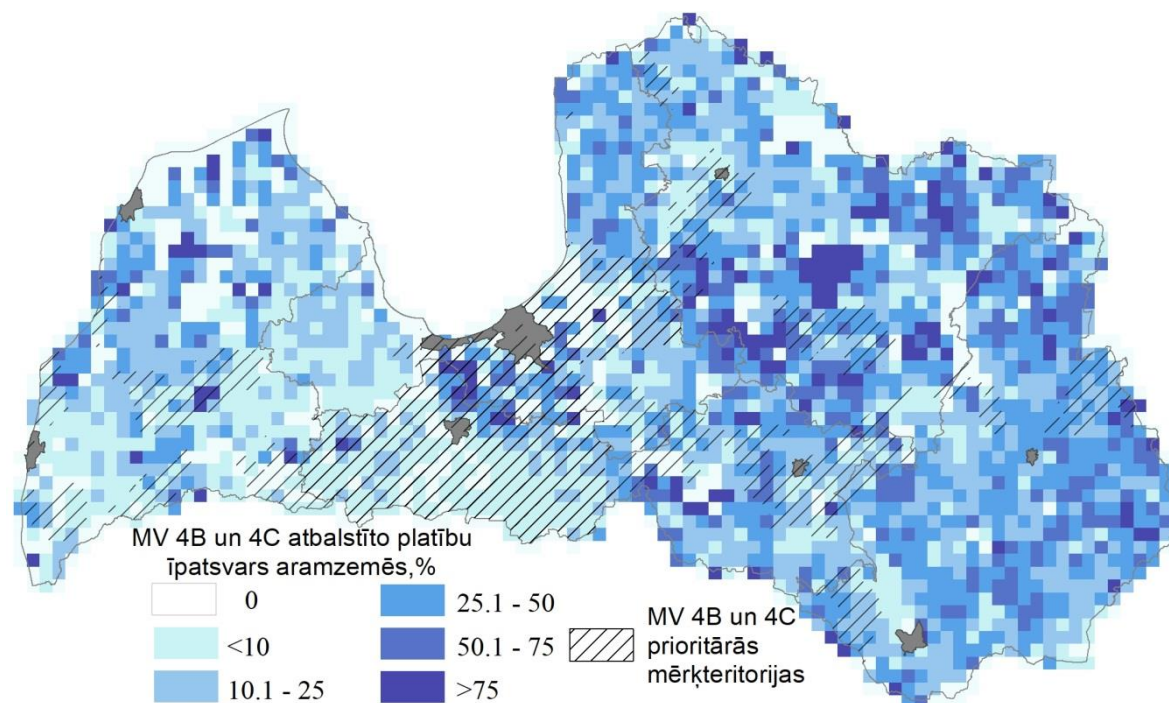 MV 4B un 4C atbalstīto platību
īpatsvars aramzemēs,%
0
<10
10.1 - 25
25.1 - 50
50.1 - 75
>75
MV 4B un 4C
prioritārās
mērķteritorijas